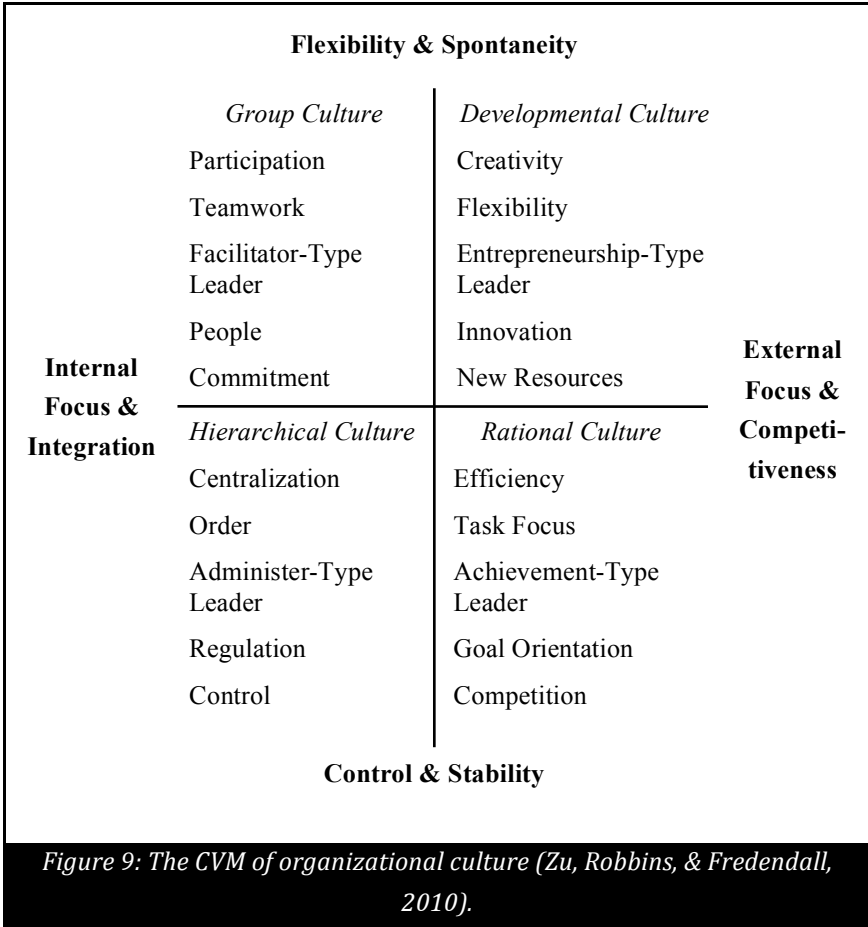 Flexibility & Spontaneity
Group Culture
Participation
Teamwork
Facilitator-Type
Leader
People
Commitment
Developmental Culture
Creativity
Flexibility
Entrepreneurship-Type
Leader
Innovation
New Resources
Internal
Focus &
Integration
External
Focus &
Competi-
tiveness
Hierarchical Culture
Centralization
Order
Administer-Type
Leader
Regulation
Control
Rational Culture
Efficiency
Task Focus
Achievement-Type
Leader
Goal Orientation
Competition
Control & Stability
Figure 9: The CVM of organizational culture (Zu, Robbins, & Fredendall,
2010).